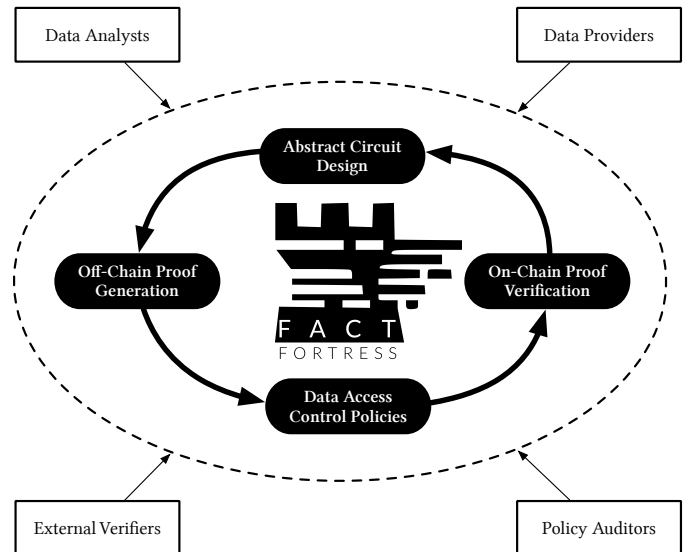 Data Analysts
Data Providers
Abstract Circuit
Design
Off-Chain Proof
Generation
On-Chain Proof
Verification
FACT
FORTRESS
Data Access
Control Policies
External Verifiers
Policy Auditors